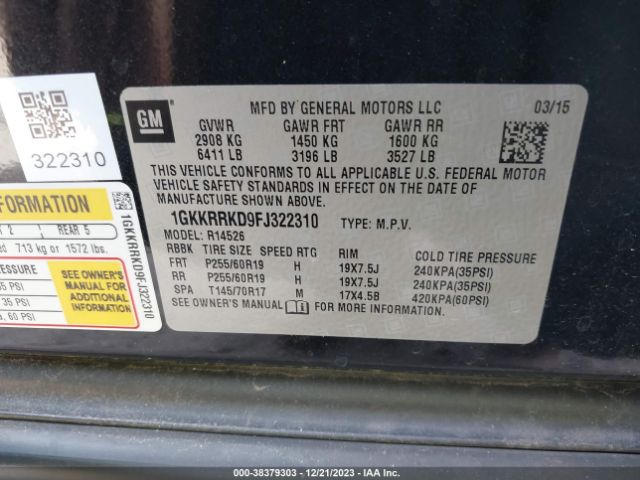 322310
GM
MFD BY GENERAL MOTORS LLC 03/15
GVWR GAWR FRT GAWR RR
2908 KG 1450 KG 1600 KG
6411 LB 3196 LB 3527 LB
THIS VEHICLE CONFORMS TO ALL APPLICABLE U.S. FEDERAL MOTOR
VEHICLE SAFETY STANDARDS IN EFFECT ON THE DATE OF
MANUFACTURE SHOWN ABOVE.
1GKKRRKD9FJ322310 TYPE: M.P.V.
MODEL: R14526
RBBK TIRE SIZE SPEED RTG RIM COLD TIRE PRESSURE
FRT P255/60R19 H 19X7.5J 240KPA(35PSI)
RR P255/60R19 H 19X7.5J 240KPA(35PSI)
SPA T145/70R17 M 17X4.5B 420KPA(60PSI)
SEE OWNER'S MANUAL FOR MORE INFORMATION.
FORMATION
2 REAR 5
713 kg or 1572 lbs.
SEE OWNER'S
MANUAL FOR
ADDITIONAL
INFORMATION
35 PSI
60 PSI
1GKKRRKD9FJ322310
000-38379303 - 12/21/2023 - IAA Inc.